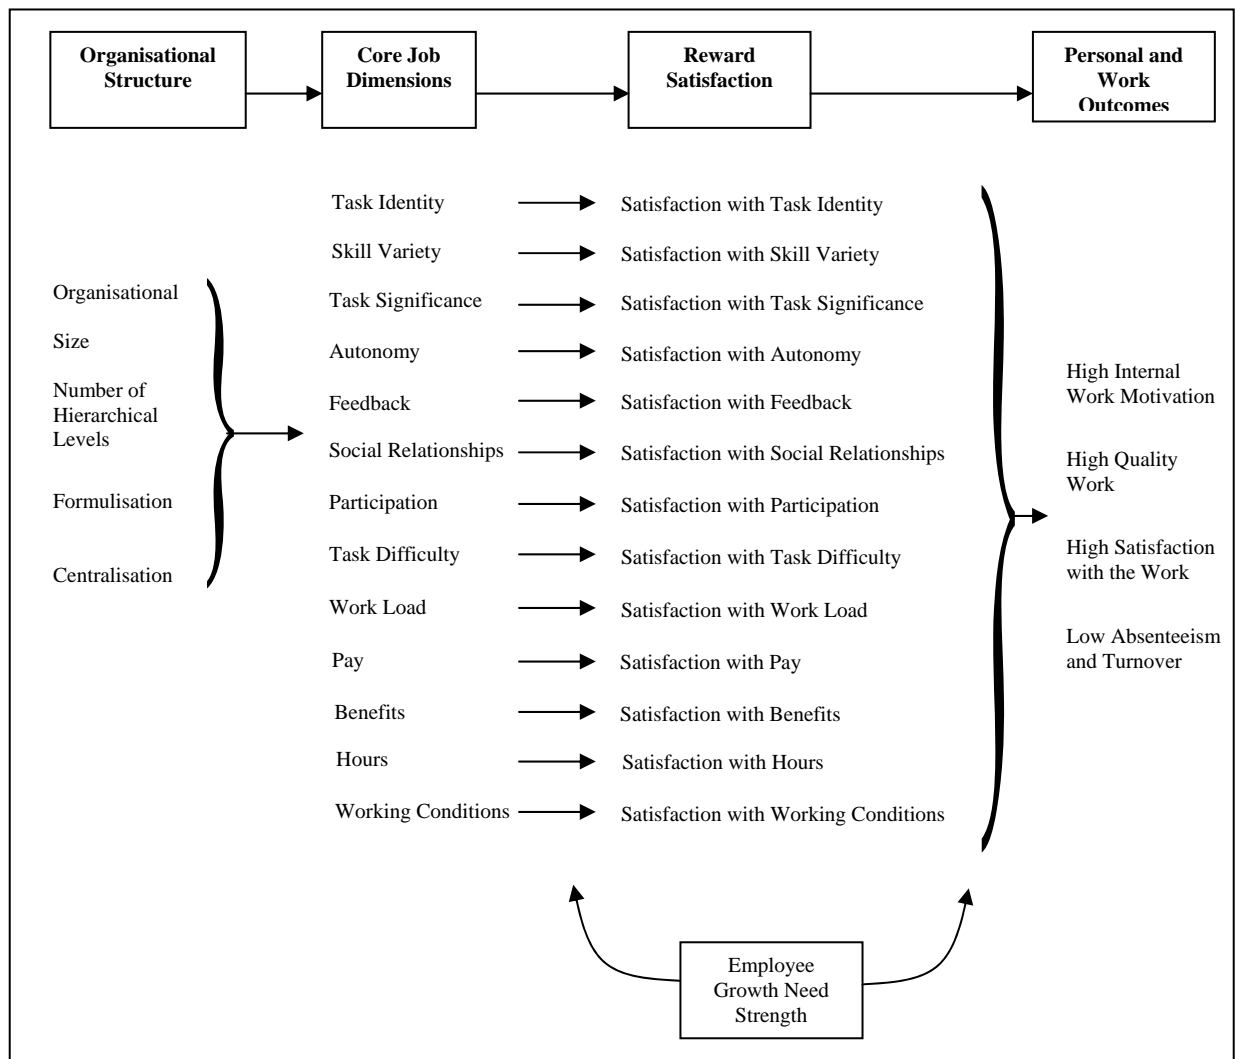 Organisational
Structure
Core Job
Dimensions
Reward
Satisfaction
Personal and
Work
Outcomes
Organisational
Size
Number of
Hierarchical
Levels
Formulisation
Centralisation
Task Identity
Skill Variety
Task Significance
Autonomy
Feedback
Social Relationships
Participation
Task Difficulty
Work Load
Pay
Benefits
Hours
Working Conditions
Satisfaction with Task Identity
Satisfaction with Skill Variety
Satisfaction with Task Significance
Satisfaction with Autonomy
Satisfaction with Feedback
Satisfaction with Social Relationships
Satisfaction with Participation
Satisfaction with Task Difficulty
Satisfaction with Work Load
Satisfaction with Pay
Satisfaction with Benefits
Satisfaction with Hours
Satisfaction with Working Conditions
High Internal
Work Motivation
High Quality
Work
High Satisfaction
with the Work
Low Absenteeism
and Turnover
Employee
Growth Need
Strength